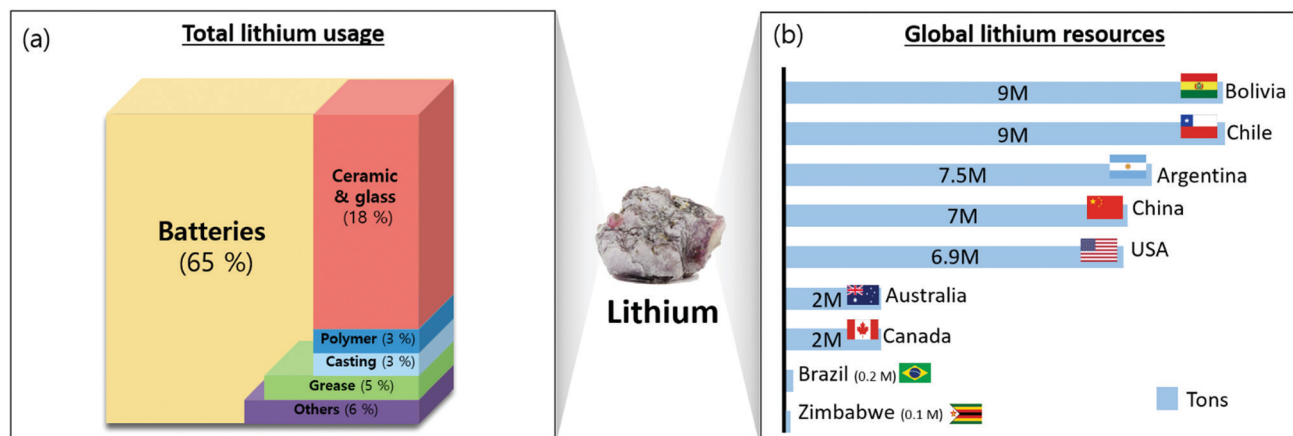 (a)
Total lithium usage
Batteries
(65 %)
Ceramic
& glass
(18 %)
Polymer (3 %)
Casting (3 %)
Grease (5 %)
Others (6 %)
Lithium
(b)
Global lithium resources
9M Bolivia
9M Chile
7.5M Argentina
7M China
6.9M USA
2M Australia
2M Canada
Brazil (0.2 M)
Zimbabwe (0.1 M)
Tons